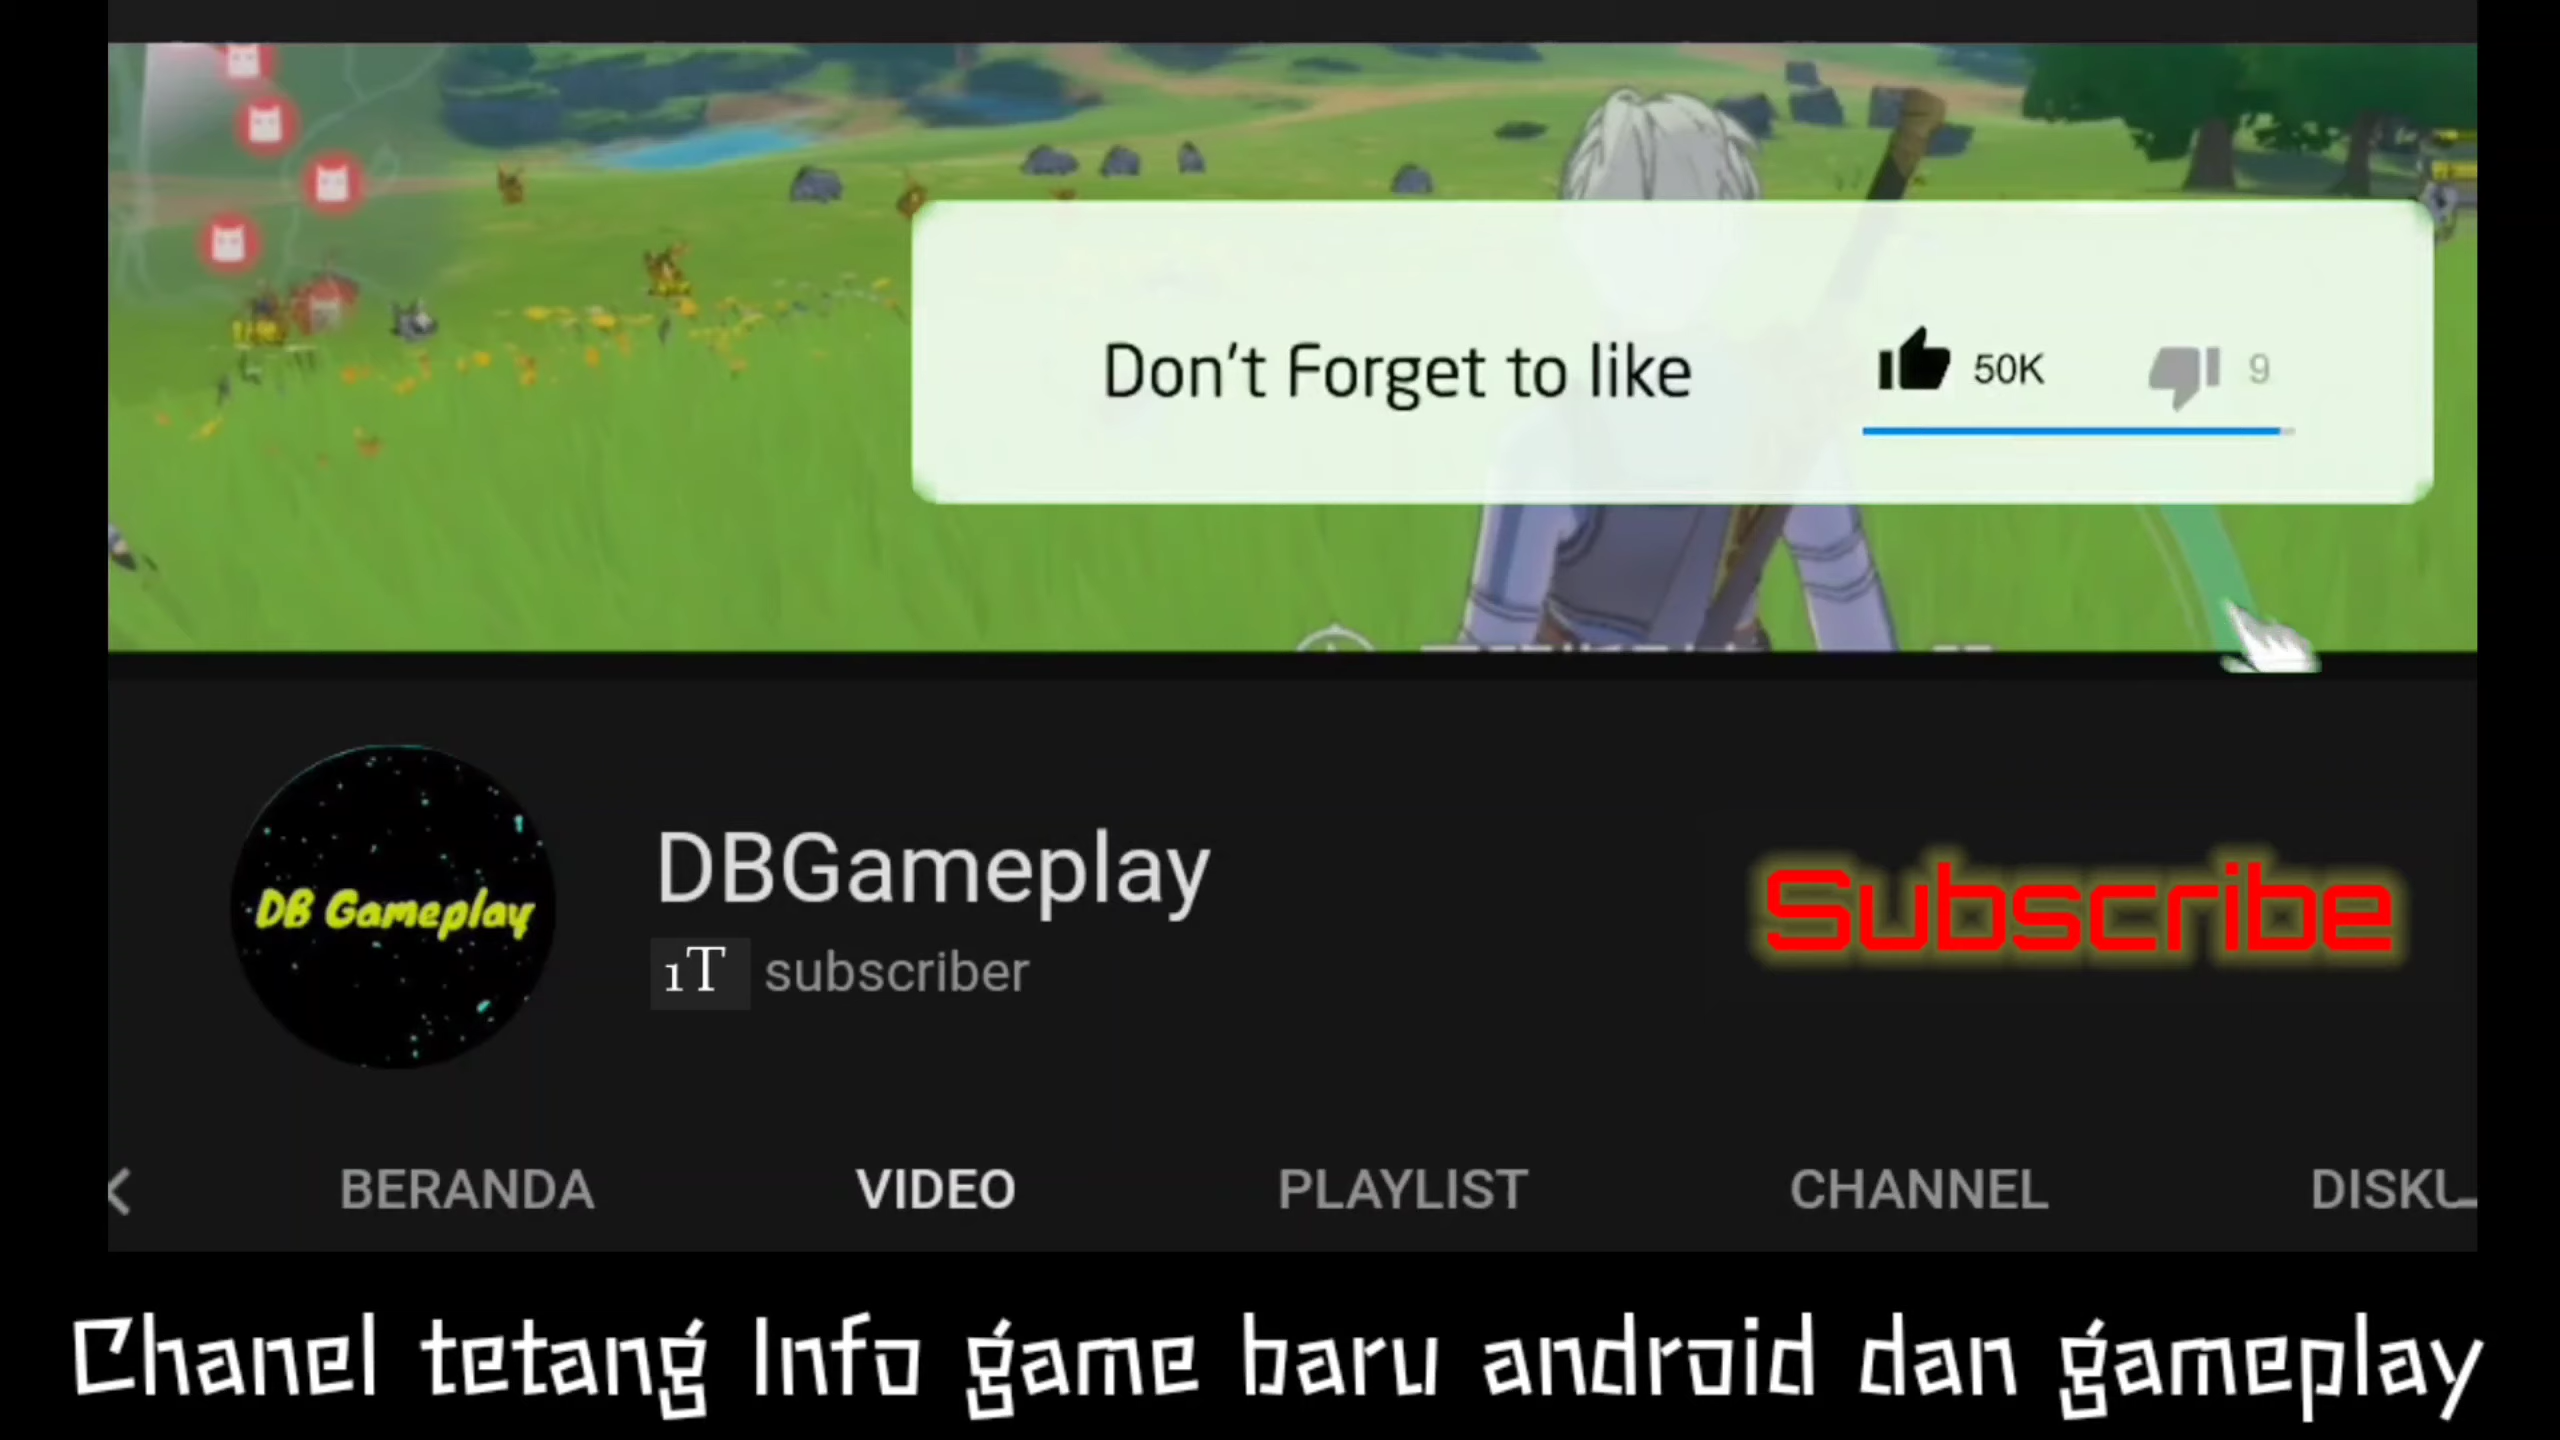 Don't Forget to like
50K
9
DB Gameplay
DBGameplay
1T subscriber
Subscribe
BERANDA VIDEO PLAYLIST CHANNEL DISKU
Chanel tetang Info game baru android dan gameplay